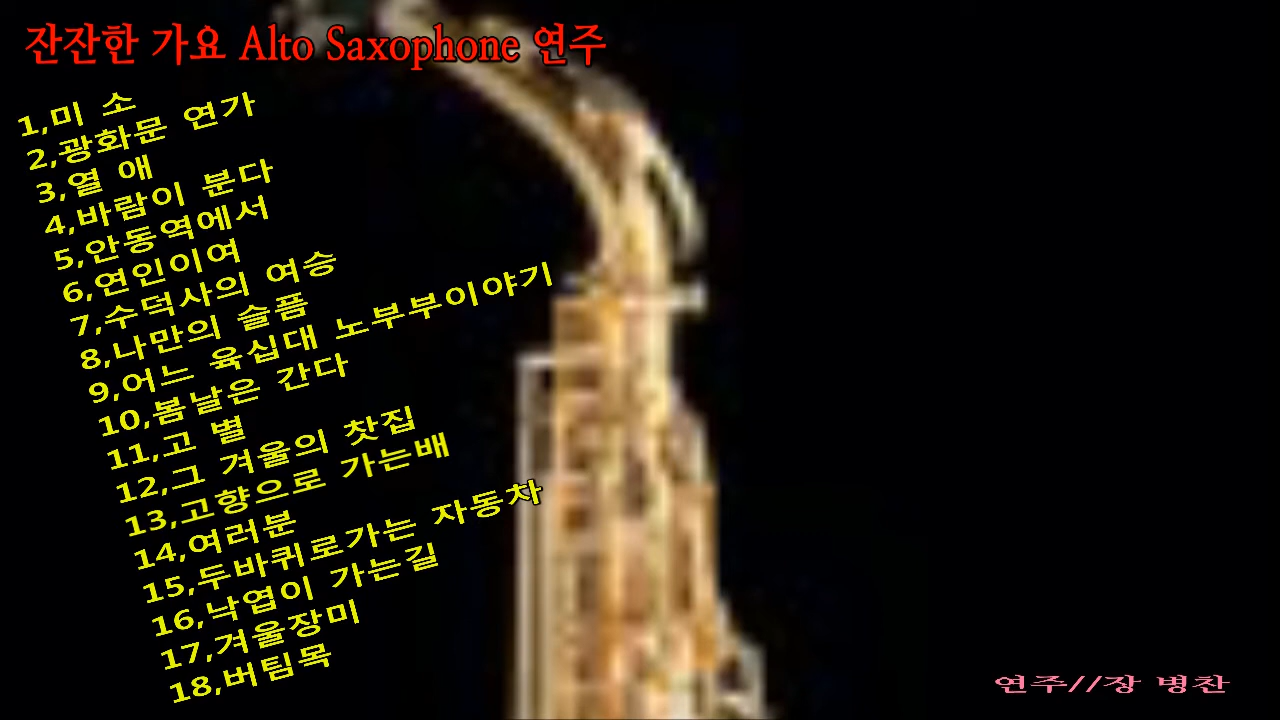 잔잔한 가요 Alto Saxophone 연주
1,미 소
2,광화문 연가
3,열 애
4,바람이 분다
5,안동역에서
6,연인이여
7,수덕사의 여승
8,나만의 슬픔
9,어느 육십대 노부부이야기
10,봄날은 간다
11,고 별
12,그 겨울의 찻집
13,고향으로 가는배
14,여러분
15,두바퀴로가는 자동차
16,낙엽이 가는길
17,겨울장미
18,버팀목
연주//장 병찬